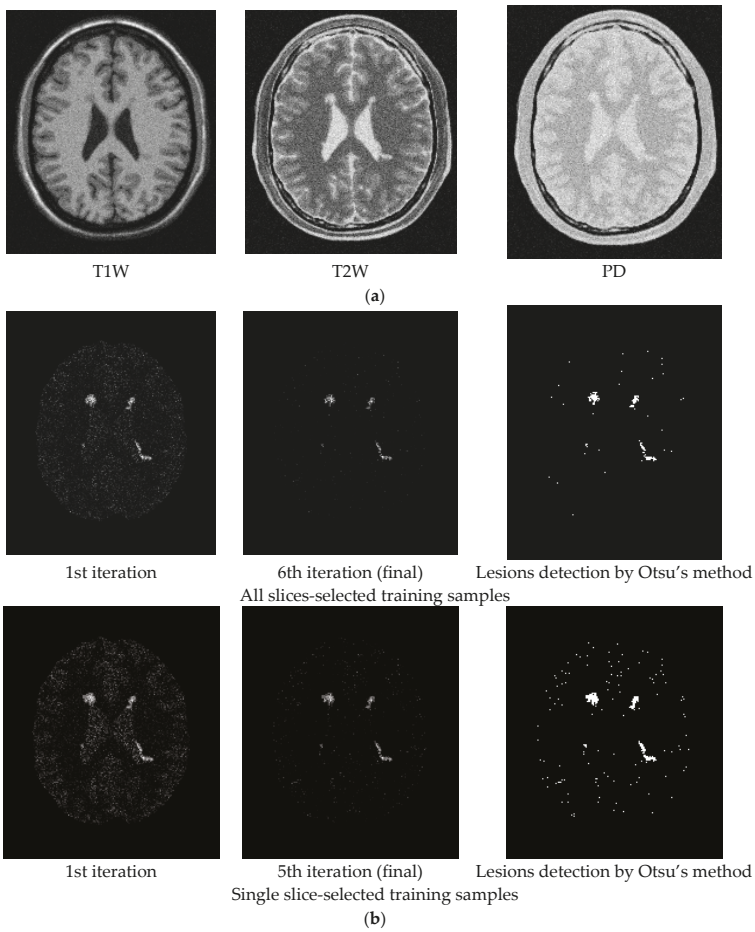 T1W
T2W
PD
(a)
1st iteration
6th iteration (final)
Lesions detection by Otsu’s method
All slices-selected training samples
1st iteration
5th iteration (final)
Lesions detection by Otsu’s method
Single slice-selected training samples
(b)